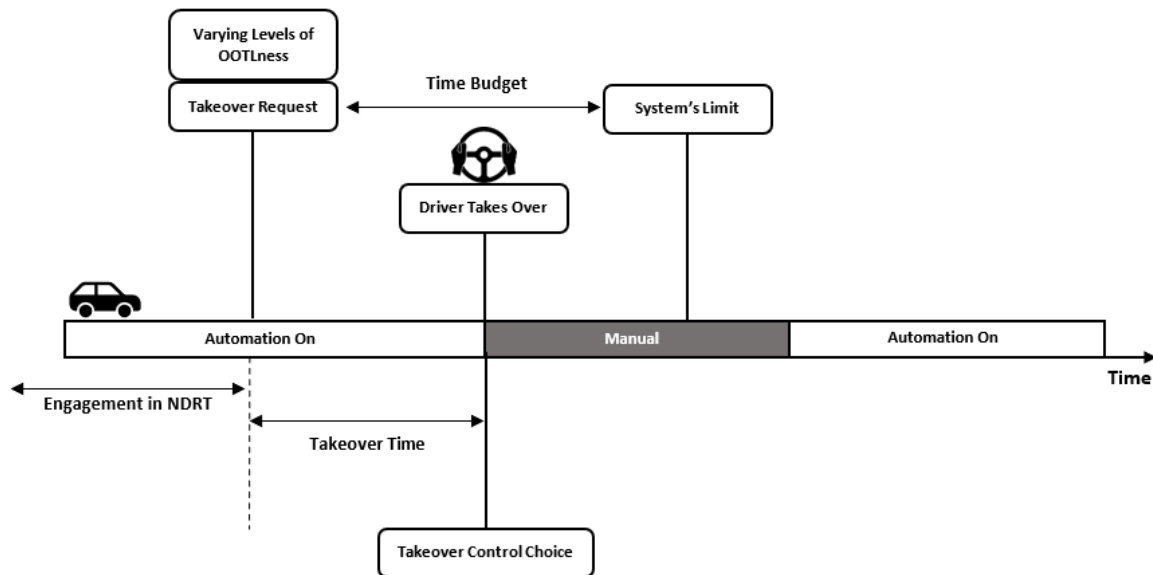 Varying Levels of
OOTLness
Takeover Request
Time Budget
System's Limit
Driver Takes Over
Automation On
Manual
Automation On
Time
Engagement in NDRT
Takeover Time
Takeover Control Choice